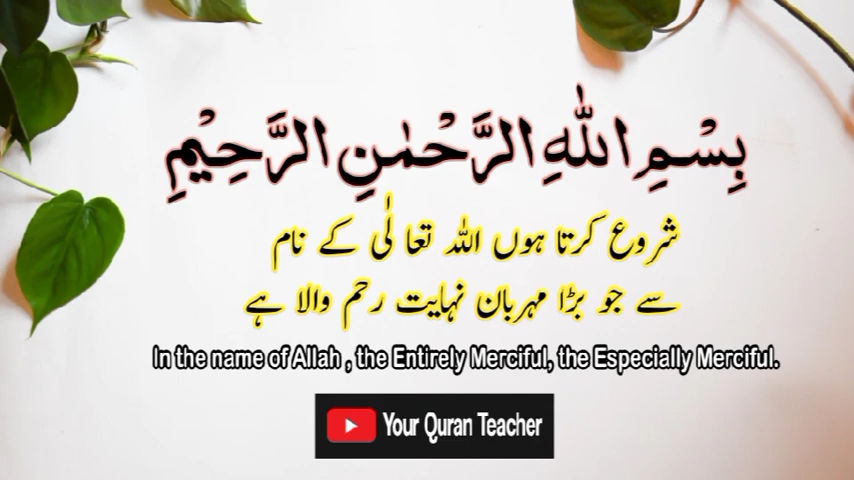 بِسْمِ اللّٰهِ الرَّحْمٰنِ الرَّحِيْمِ
شروع کرتا ہوں اللہ تعا لٰی کے نام
سے جو بڑا مہربان نہایت رحم والا ہے
In the name of Allah , the Entirely Merciful, the Especially Merciful.
Your Quran Teacher